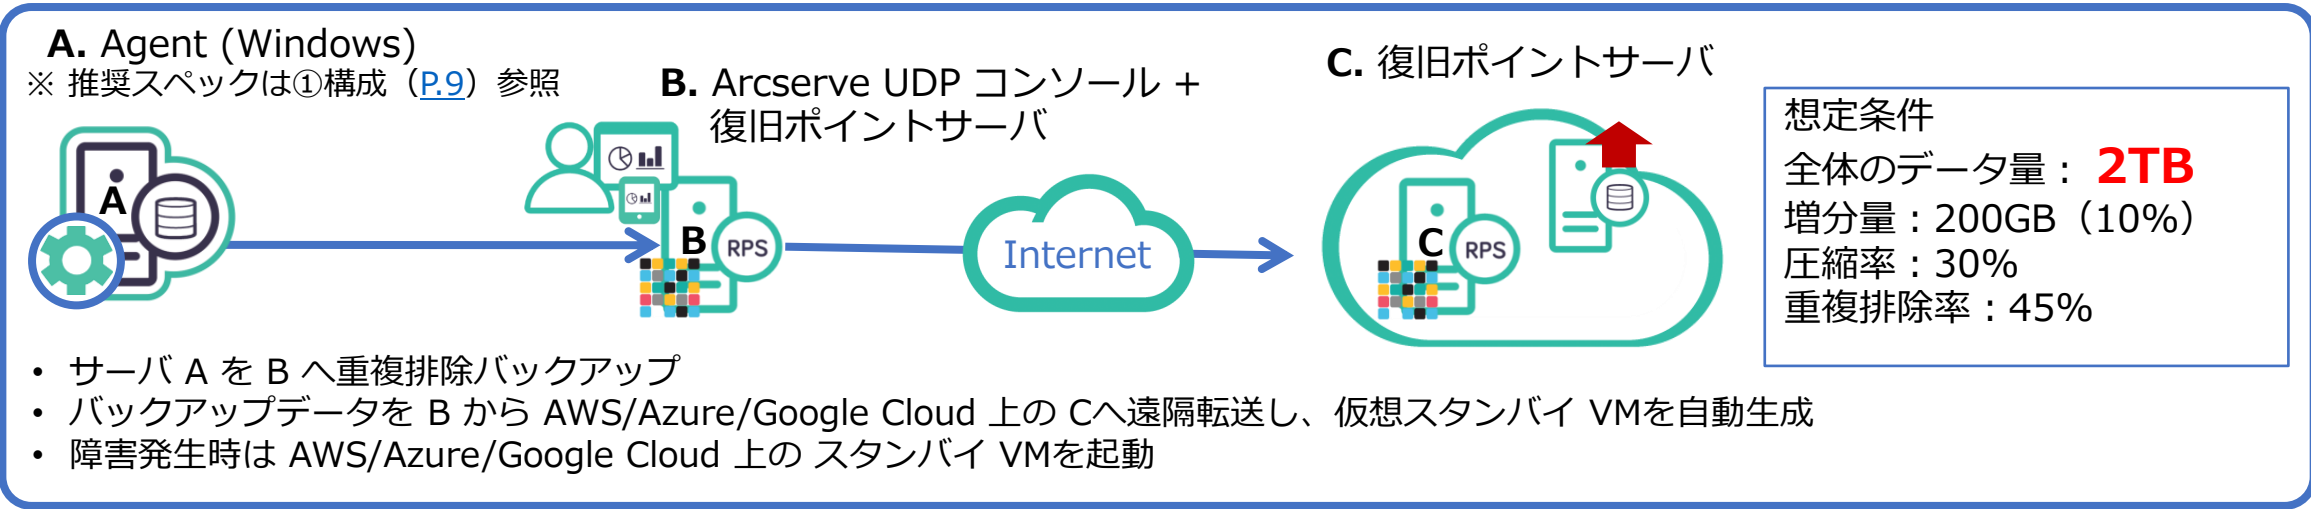 A. Agent (Windows)
※ 推奨スペックは①構成（P.9）参照
B. Arcserve UDP コンソール +
復旧ポイントサーバ
C. 復旧ポイントサーバ
想定条件
全体のデータ量： 2TB
増分量：200GB（10%）
圧縮率：30%
重複排除率：45%
A
B
RPS
Internet
C
RPS
• サーバ A を B へ重複排除バックアップ
• バックアップデータを B から AWS/Azure/Google Cloud 上の Cへ遠隔転送し、仮想スタンバイ VMを自動生成
• 障害発生時は AWS/Azure/Google Cloud 上の スタンバイ VMを起動